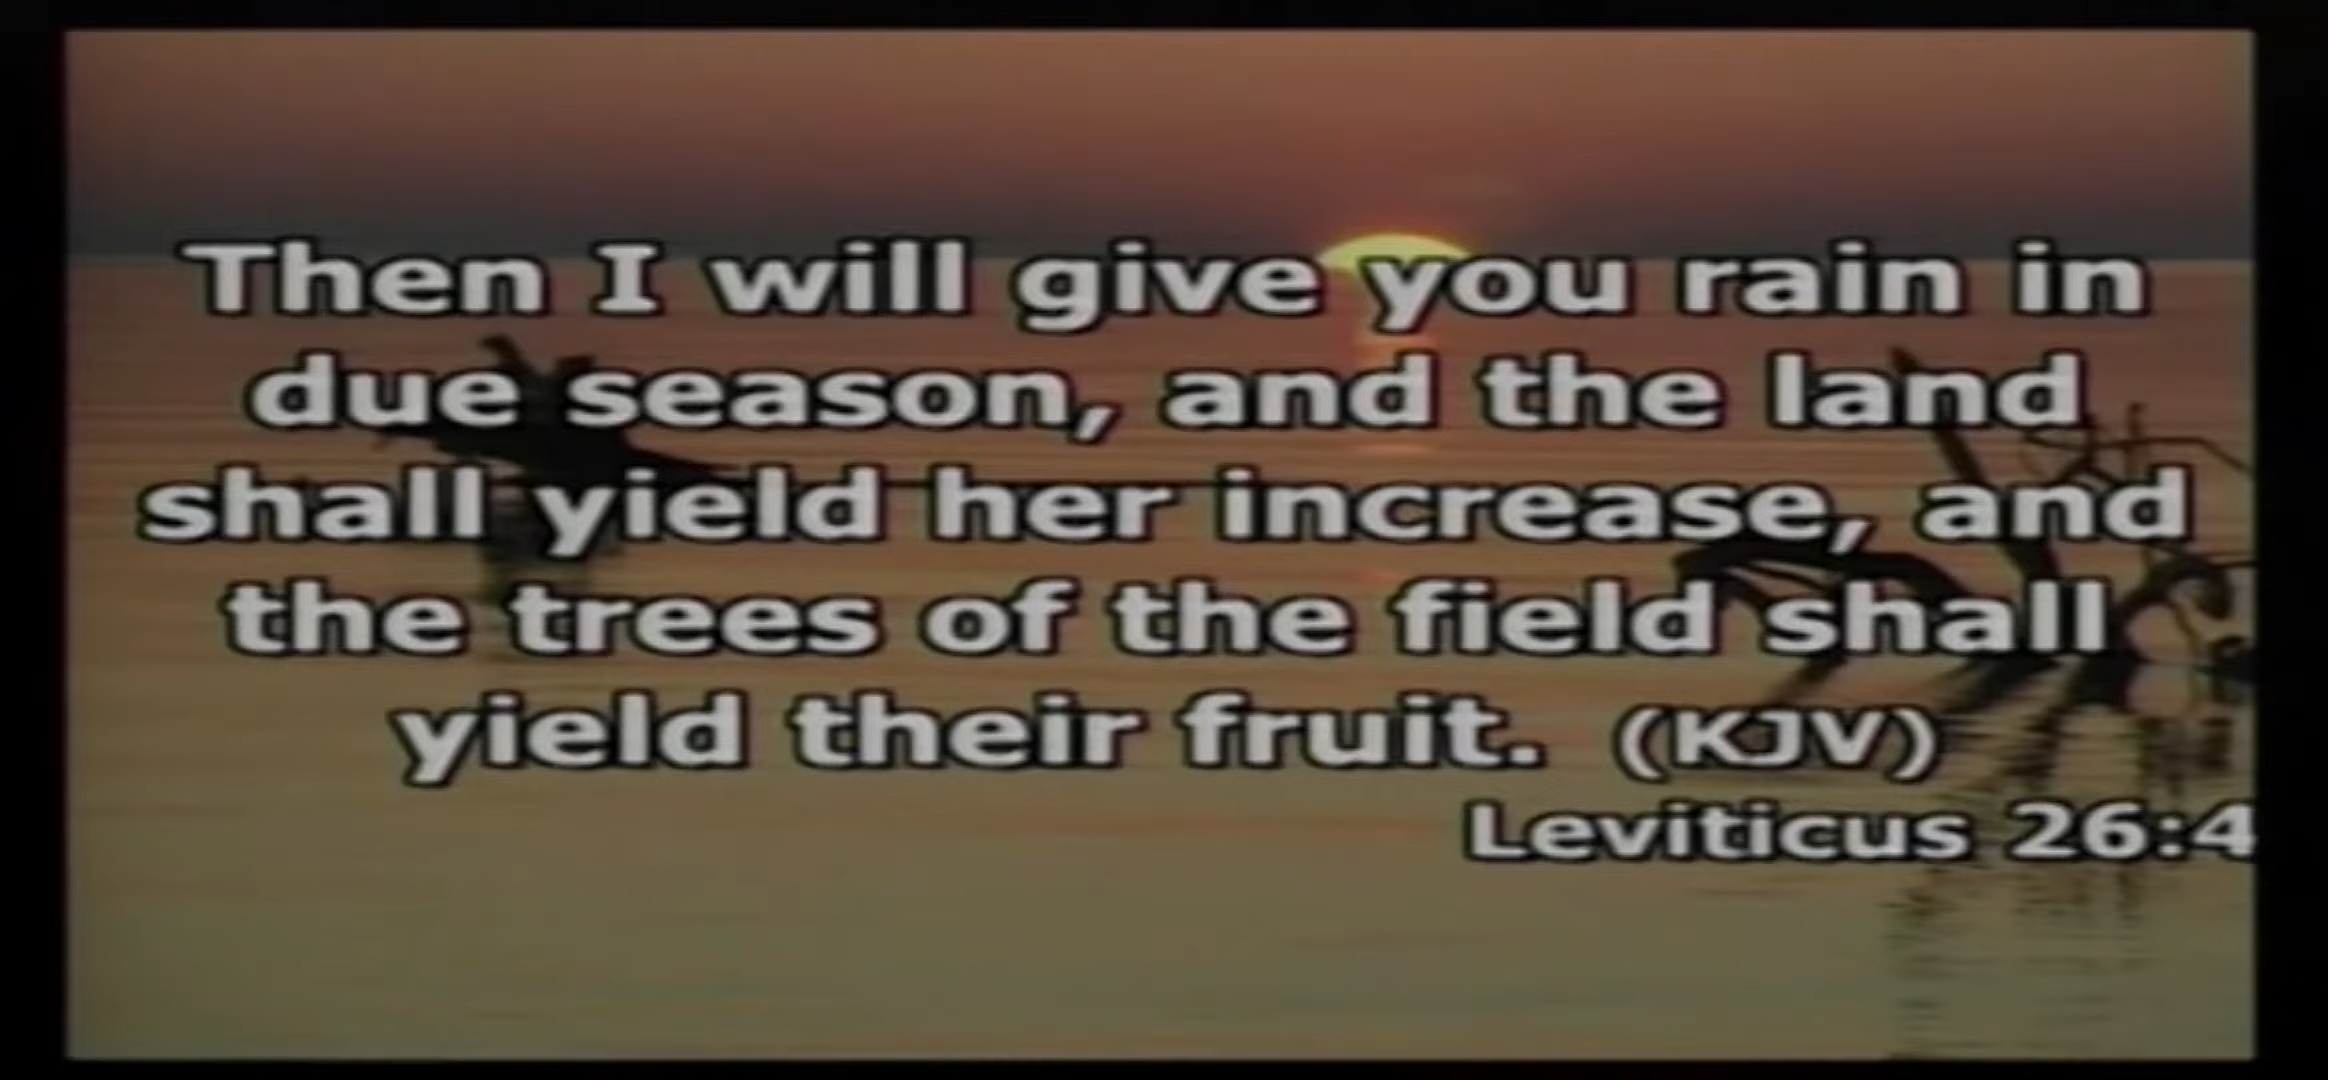 Then I will give you rain in
due season, and the land
shall yield her increase, and
the trees of the field shall
yield their fruit. (KJV)
Leviticus 26:4